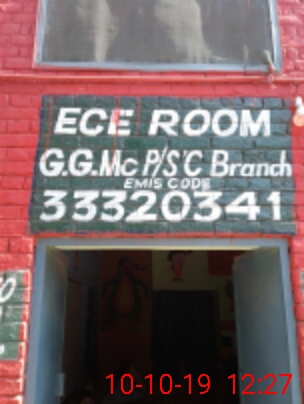 ECE ROOM
G.G.Mc P/S'C Branch
EMIS CODE
33320341
10-10-19 12:27